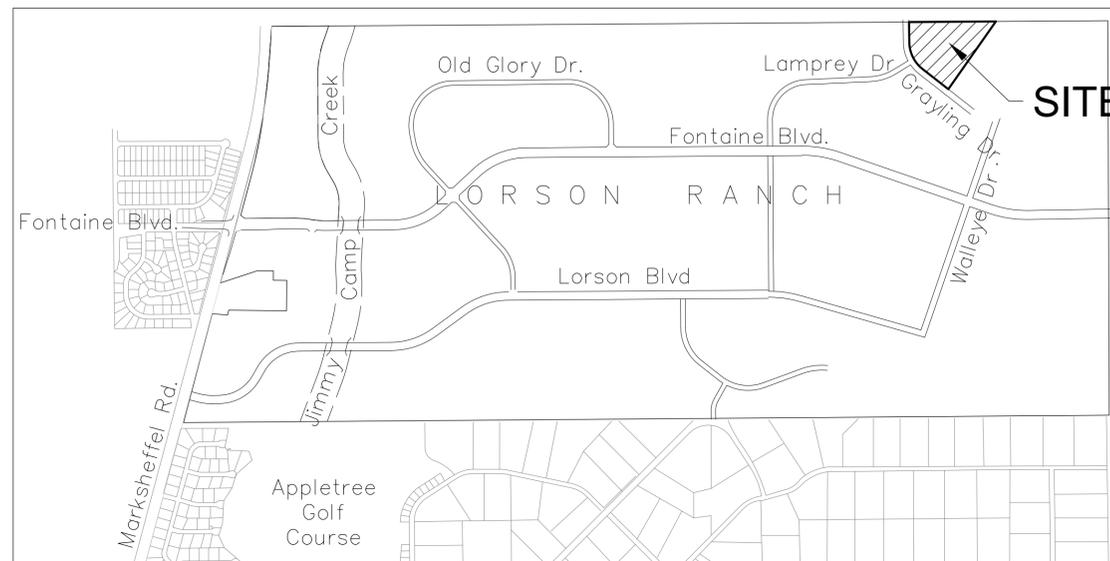 Old Glory Dr.
Lamprey Dr
SITE
Grayling Dr.
Fontaine Blvd.
LORSON RANCH
Fontaine Blvd.
Walleye Dr.
Lorson Blvd
Jimmy Camp Creek
Marksheffel Rd.
Appletree
Golf
Course